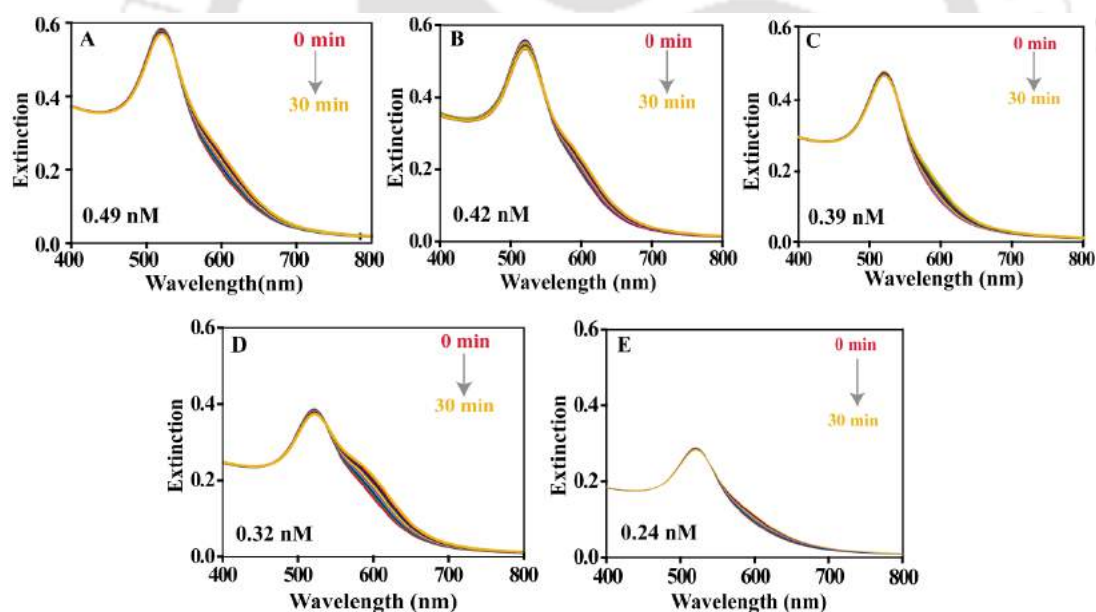 A
0 min
30 min
0.49 nM
Extinction
0.6
0.4
0.2
0.0
400 500 600 700 800
Wavelength(nm)
B
0 min
30 min
0.42 nM
Extinction
0.6
0.4
0.2
0.0
400 500 600 700 800
Wavelength (nm)
C
0 min
30 min
0.39 nM
Extinction
0.6
0.4
0.2
0.0
400 500 600 700 800
Wavelength (nm)
D
0 min
30 min
0.32 nM
Extinction
0.6
0.4
0.2
0.0
400 500 600 700 800
Wavelength (nm)
E
0 min
30 min
0.24 nM
Extinction
0.6
0.4
0.2
0.0
400 500 600 700 800
Wavelength (nm)